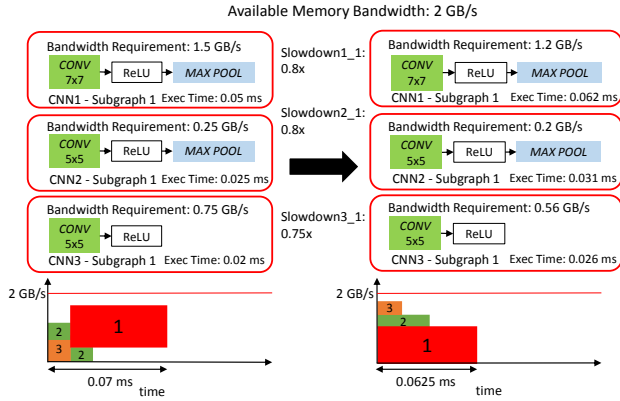 Available Memory Bandwidth: 2 GB/s
Bandwidth Requirement: 1.5 GB/s
CONV
7x7
ReLU
MAX POOL
CNN1 - Subgraph 1 Exec Time: 0.05 ms
Slowdown1_1:
0.8x
Bandwidth Requirement: 1.2 GB/s
CONV
7x7
ReLU
MAX POOL
CNN1 - Subgraph 1 Exec Time: 0.062 ms
Bandwidth Requirement: 0.25 GB/s
CONV
5x5
ReLU
MAX POOL
CNN2 - Subgraph 1 Exec Time: 0.025 ms
Slowdown2_1:
0.8x
Bandwidth Requirement: 0.2 GB/s
CONV
5x5
ReLU
MAX POOL
CNN2 - Subgraph 1 Exec Time: 0.031 ms
Bandwidth Requirement: 0.75 GB/s
CONV
5x5
ReLU
CNN3 - Subgraph 1 Exec Time: 0.02 ms
Slowdown3_1:
0.75x
Bandwidth Requirement: 0.56 GB/s
CONV
5x5
ReLU
CNN3 - Subgraph 1 Exec Time: 0.026 ms
2 GB/s
2
1
3
2
0.07 ms
time
2 GB/s
3
2
1
0.0625 ms
time